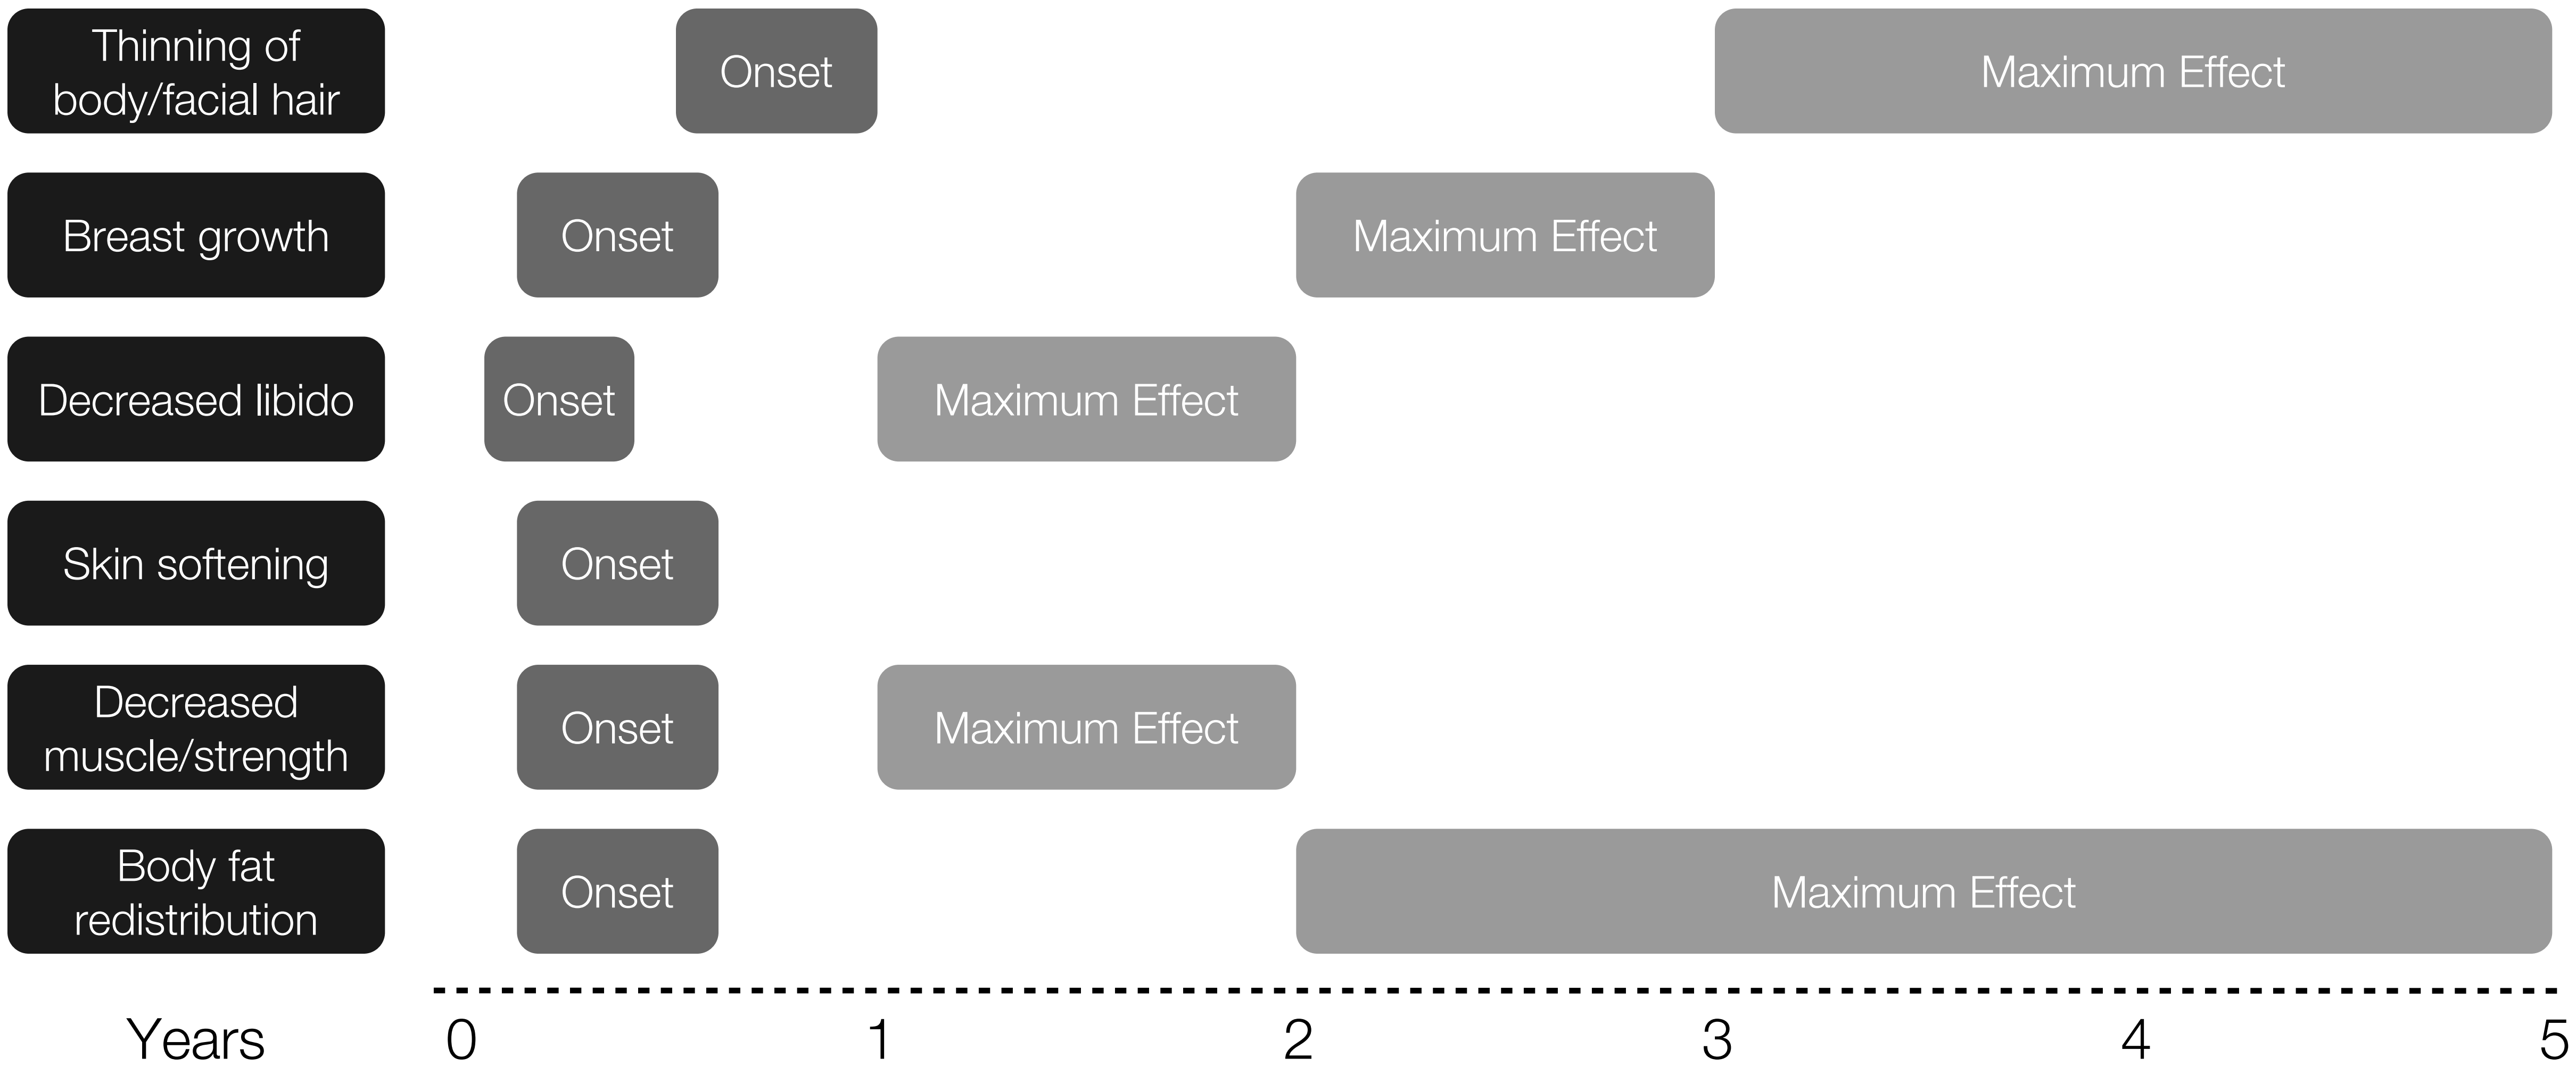 Thinning of
body/facial hair
Onset
Maximum Effect
Breast growth
Onset
Maximum Effect
Decreased libido
Onset
Maximum Effect
Skin softening
Onset
Decreased
muscle/strength
Onset
Maximum Effect
Body fat
redistribution
Onset
Maximum Effect
Years 0 1 2 3 4 5